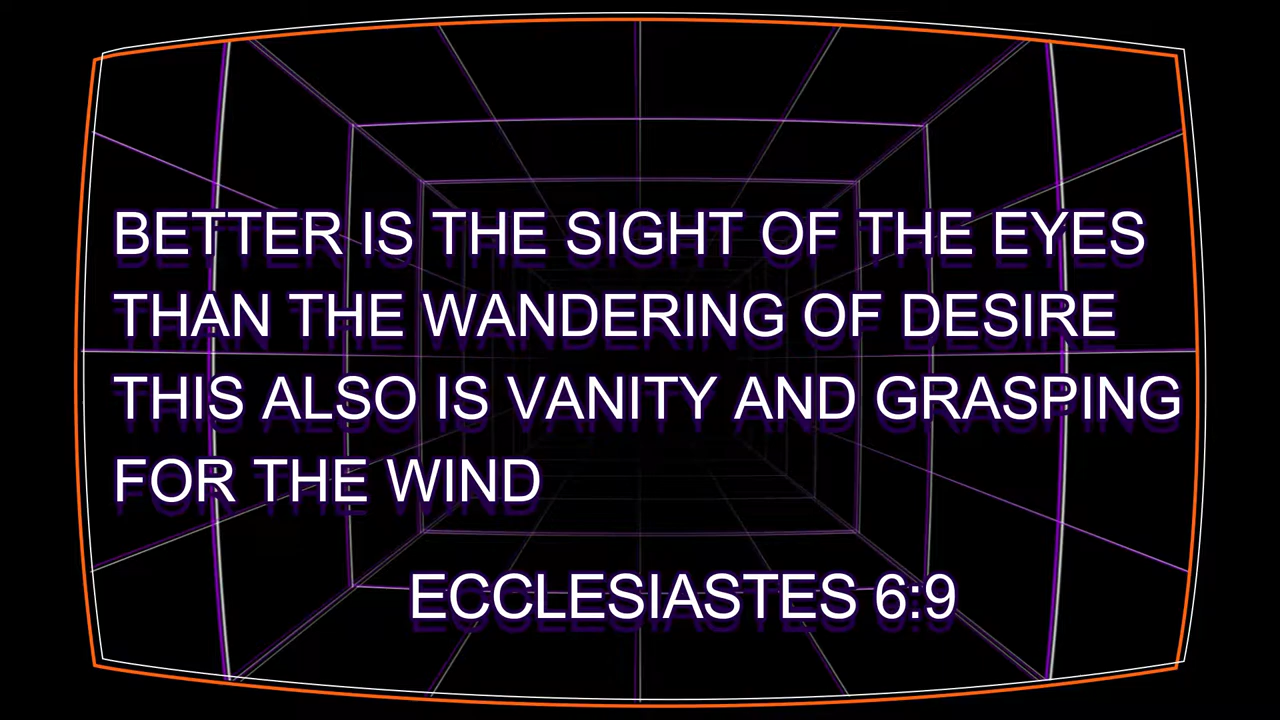 BETTER IS THE SIGHT OF THE EYES
THAN THE WANDERING OF DESIRE
THIS ALSO IS VANITY AND GRASPING
FOR THE WIND
ECCLESIASTES 6:9